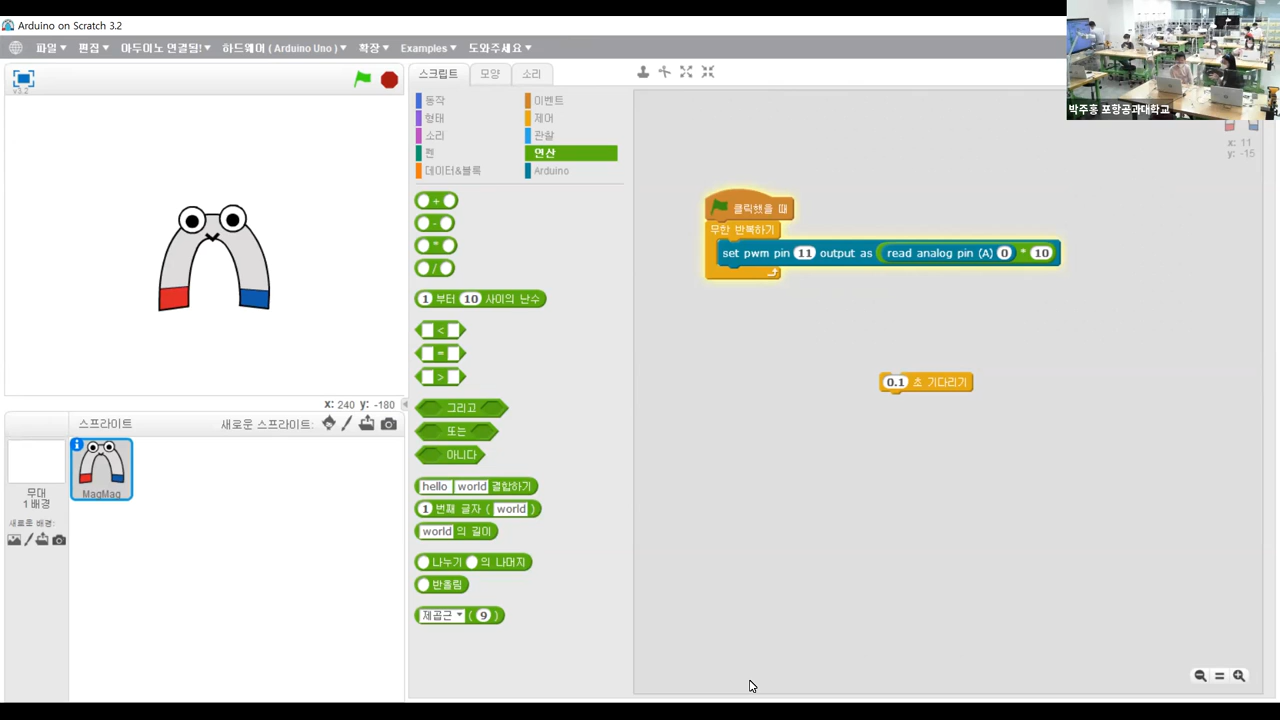 Arduino on Scratch 3.2
파일 편집 아두이노 연결됨! 하드웨어 ( Arduino Uno ) 확장 Examples 도와주세요
v3.2
스크립트 모양 소리
동작 이벤트
형태 제어
소리 관찰
펜 연산
데이터&블록 Arduino
+
-
*
/
1 부터 10 사이의 난수
<
=
>
그리고
또는
아니다
hello world 결합하기
1 번째 글자 ( world )
world 의 길이
나누기 의 나머지
반올림
제곱근 ( 9 )
박주홍 포항공과대학교
x: 11
y: -15
클릭했을 때
무한 반복하기
set pwm pin 11 output as read analog pin (A) 0 * 10
0.1 초 기다리기
x: 240 y: -180
스프라이트 새로운 스프라이트:
무대
1 배경
새로운 배경:
MagMag